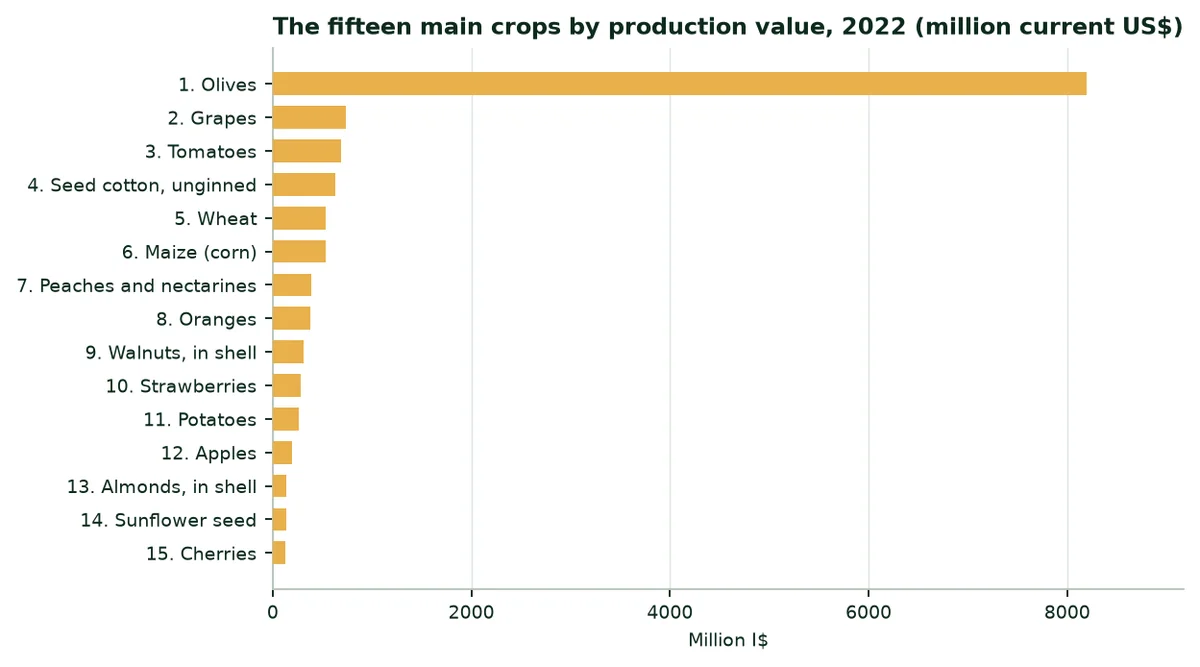 The fifteen main crops by production value, 2022 (million current US$)
1. Olives
2. Grapes
3. Tomatoes
4. Seed cotton, unginned
5. Wheat
6. Maize (corn)
7. Peaches and nectarines
8. Oranges
9. Walnuts, in shell
10. Strawberries
11. Potatoes
12. Apples
13. Almonds, in shell
14. Sunflower seed
15. Cherries
0 2000 4000 6000 8000
Million I$